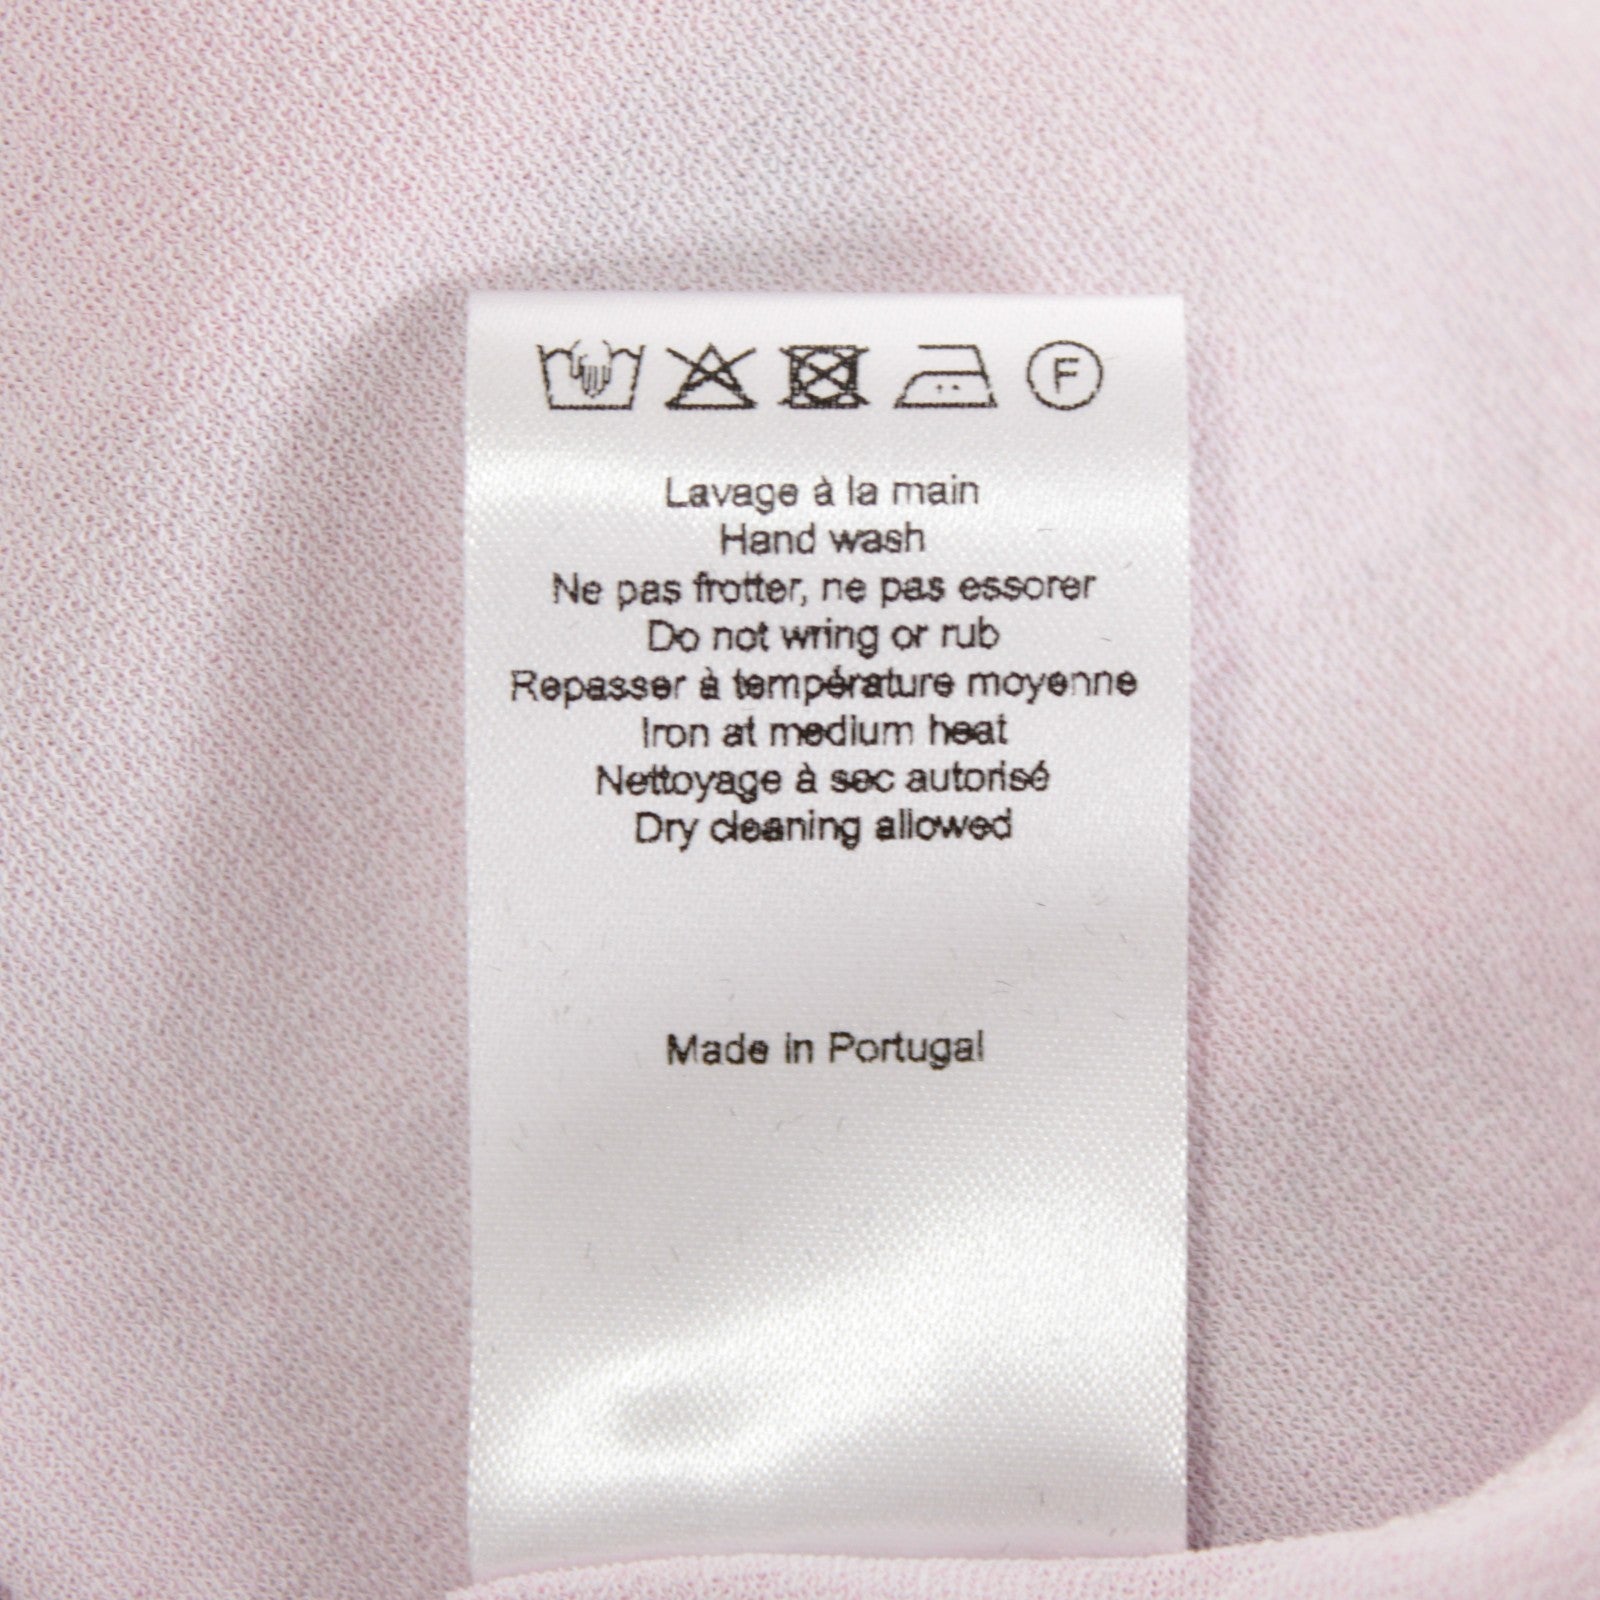 F
Lavage à la main
Hand wash
Ne pas frotter, ne pas essorer
Do not wring or rub
Repasser à température moyenne
Iron at medium heat
Nettoyage à sec autorisé
Dry cleaning allowed
Made in Portugal